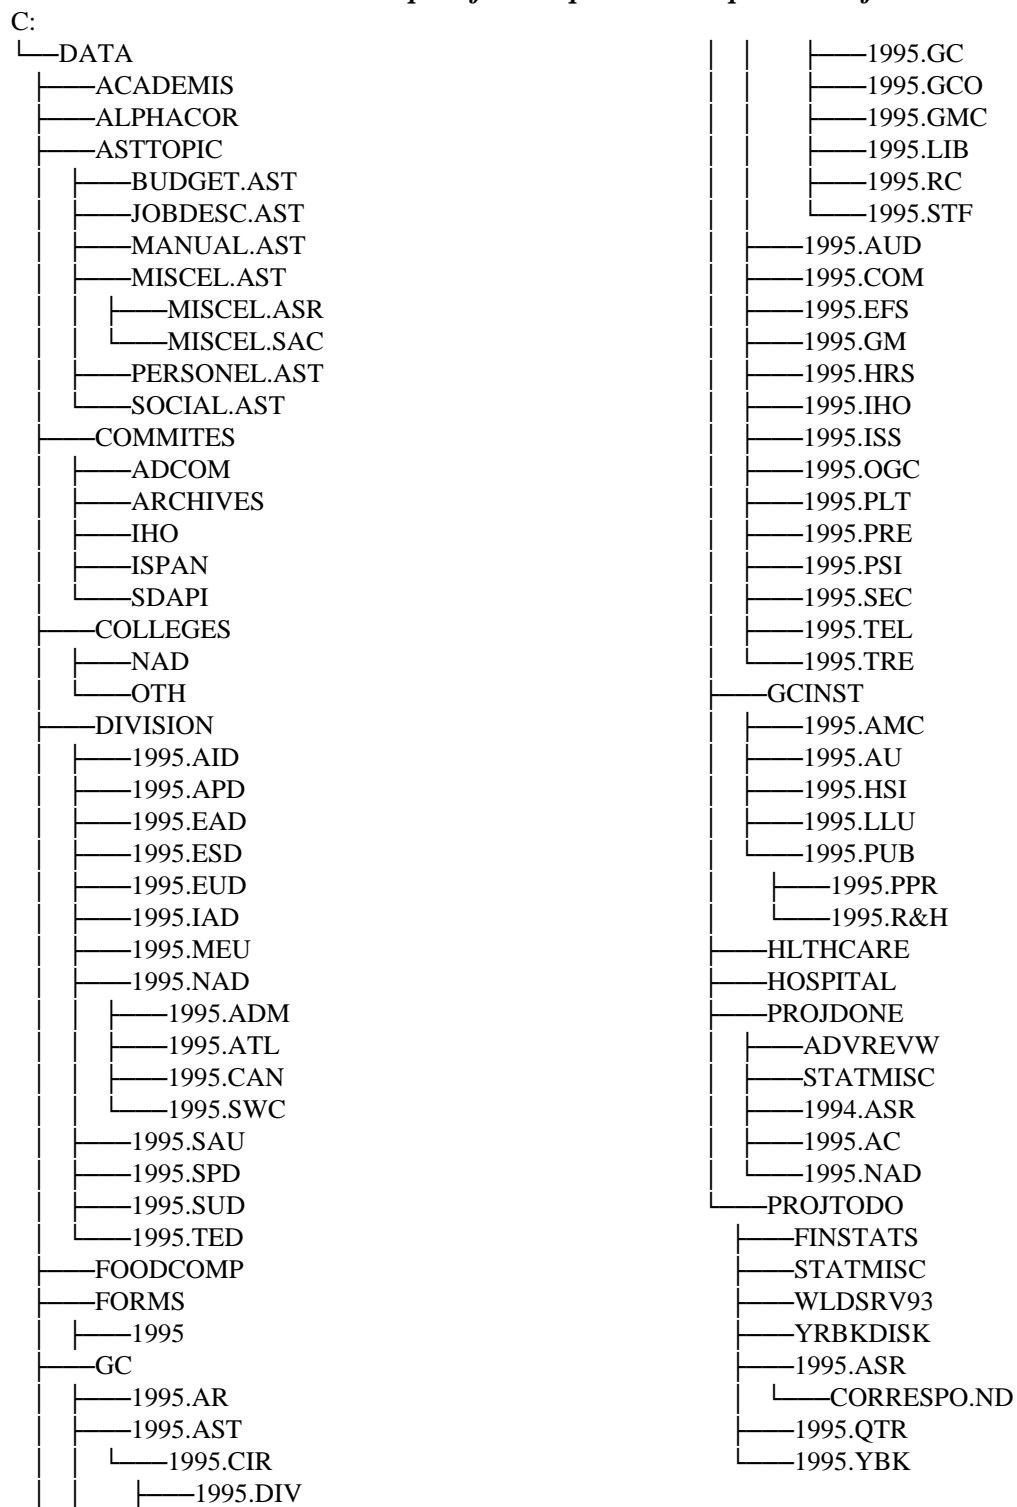 C:
└──DATA
├───ACADEMIS
├───ALPHACOR
├───ASTTOPIC
│ ├───BUDGET.AST
│ ├───JOBDESC.AST
│ ├───MANUAL.AST
│ ├───MISCEL.AST
│ │ ├───MISCEL.ASR
│ │ └───MISCEL.SAC
│ ├───PERSONEL.AST
│ └───SOCIAL.AST
├───COMMITES
│ ├───ADCOM
│ ├───ARCHIVES
│ ├───IHO
│ ├───ISPAN
│ └───SDAPI
├───COLLEGES
│ ├───NAD
│ └───OTH
├───DIVISION
│ ├───1995.AID
│ ├───1995.APD
│ ├───1995.EAD
│ ├───1995.ESD
│ ├───1995.EUD
│ ├───1995.IAD
│ ├───1995.MEU
│ ├───1995.NAD
│ │ ├───1995.ADM
│ │ ├───1995.ATL
│ │ ├───1995.CAN
│ │ └───1995.SWC
│ ├───1995.SAU
│ ├───1995.SPD
│ ├───1995.SUD
│ └───1995.TED
├───FOODCOMP
├───FORMS
│ ├───1995
├───GC
│ ├───1995.AR
│ ├───1995.AST
│ │ └───1995.CIR
│ │ ├───1995.DIV
│ │ ├───1995.GC
│ │ ├───1995.GCO
│ │ ├───1995.GMC
│ │ ├───1995.LIB
│ │ ├───1995.RC
│ │ └───1995.STF
│ ├───1995.AUD
│ ├───1995.COM
│ ├───1995.EFS
│ ├───1995.GM
│ ├───1995.HRS
│ ├───1995.IHO
│ ├───1995.ISS
│ ├───1995.OGC
│ ├───1995.PLT
│ ├───1995.PRE
│ ├───1995.PSI
│ ├───1995.SEC
│ ├───1995.TEL
│ └───1995.TRE
├───GCINST
│ ├───1995.AMC
│ ├───1995.AU
│ ├───1995.HSI
│ ├───1995.LLU
│ └───1995.PUB
│ ├───1995.PPR
│ └───1995.R&H
├───HLTHCARE
├───HOSPITAL
├───PROJDONE
│ ├───ADVREVW
│ ├───STATMISC
│ ├───1994.ASR
│ ├───1995.AC
│ └───1995.NAD
└───PROJTODO
├───FINSTATS
├───STATMISC
├───WLDSRV93
├───YRBKDISK
├───1995.ASR
│ └───CORRESPO.ND
├───1995.QTR
└───1995.YBK